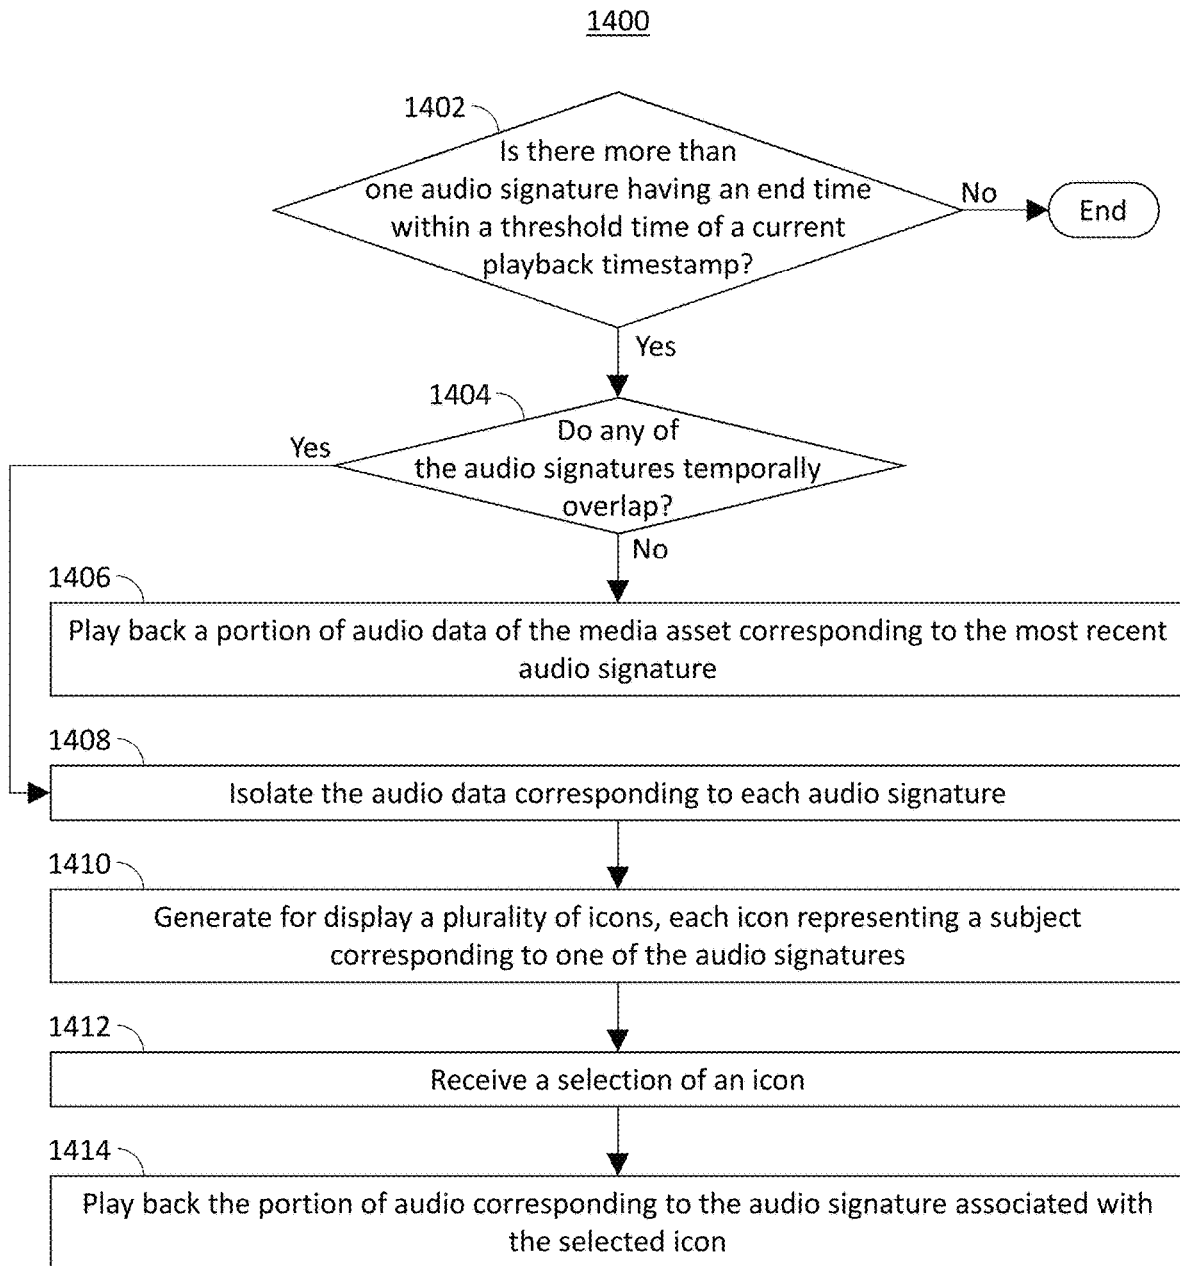 1400
1402
Is there more than
one audio signature having an end time
within a threshold time of a current
playback timestamp?
No
End
Yes
1404
Do any of
the audio signatures temporally
overlap?
Yes
No
1406
Play back a portion of audio data of the media asset corresponding to the most recent
audio signature
1408
Isolate the audio data corresponding to each audio signature
1410
Generate for display a plurality of icons, each icon representing a subject
corresponding to one of the audio signatures
1412
Receive a selection of an icon
1414
Play back the portion of audio corresponding to the audio signature associated with
the selected icon